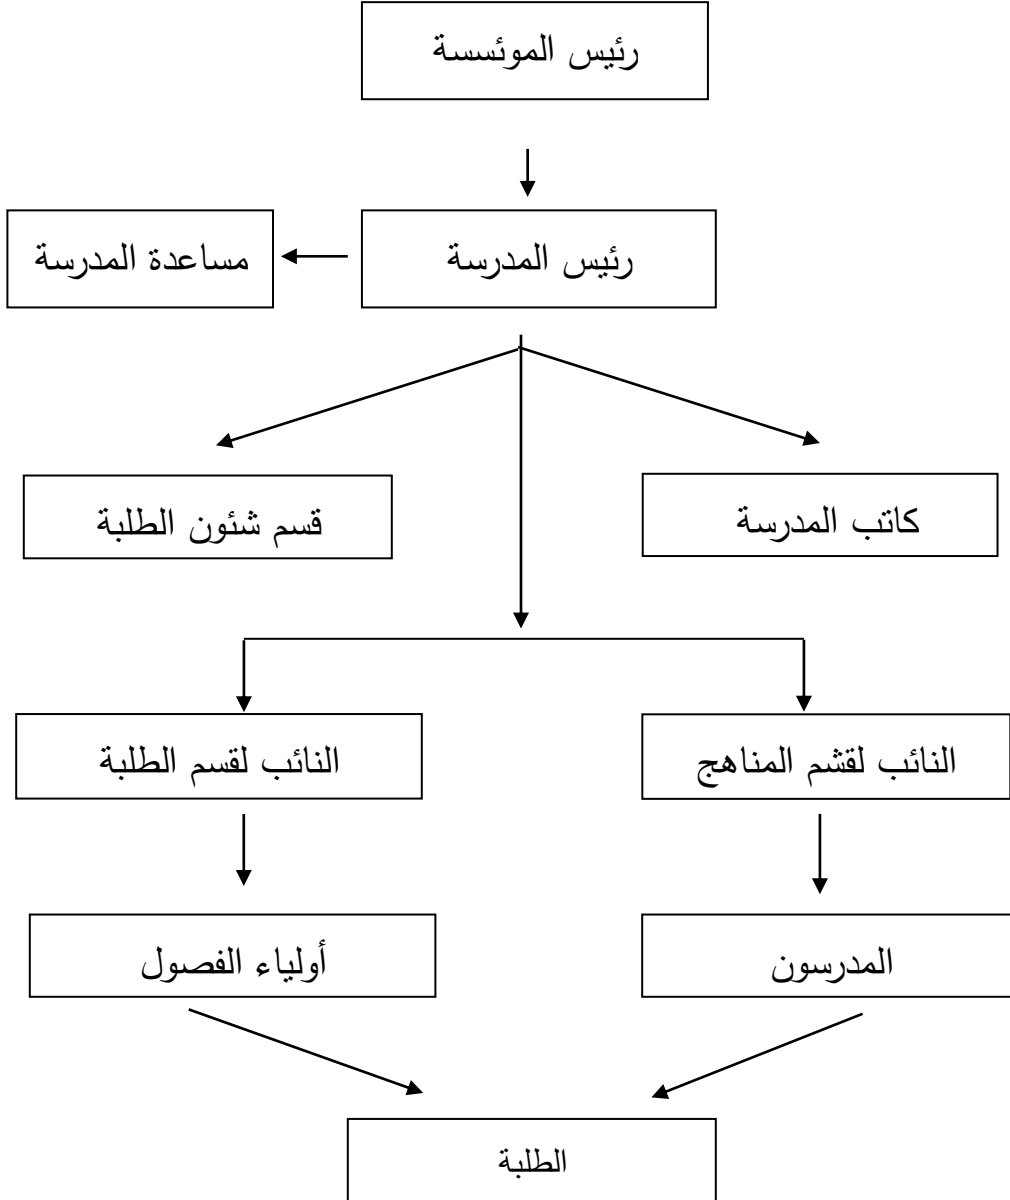 رئيس الموئسسة
رئيس المدرسة
مساعدة المدرسة
كاتب المدرسة
قسم شئون الطلبة
النائب لقشم المناهج
النائب لقسم الطلبة
المدرسون
أولياء الفصول
الطلبة